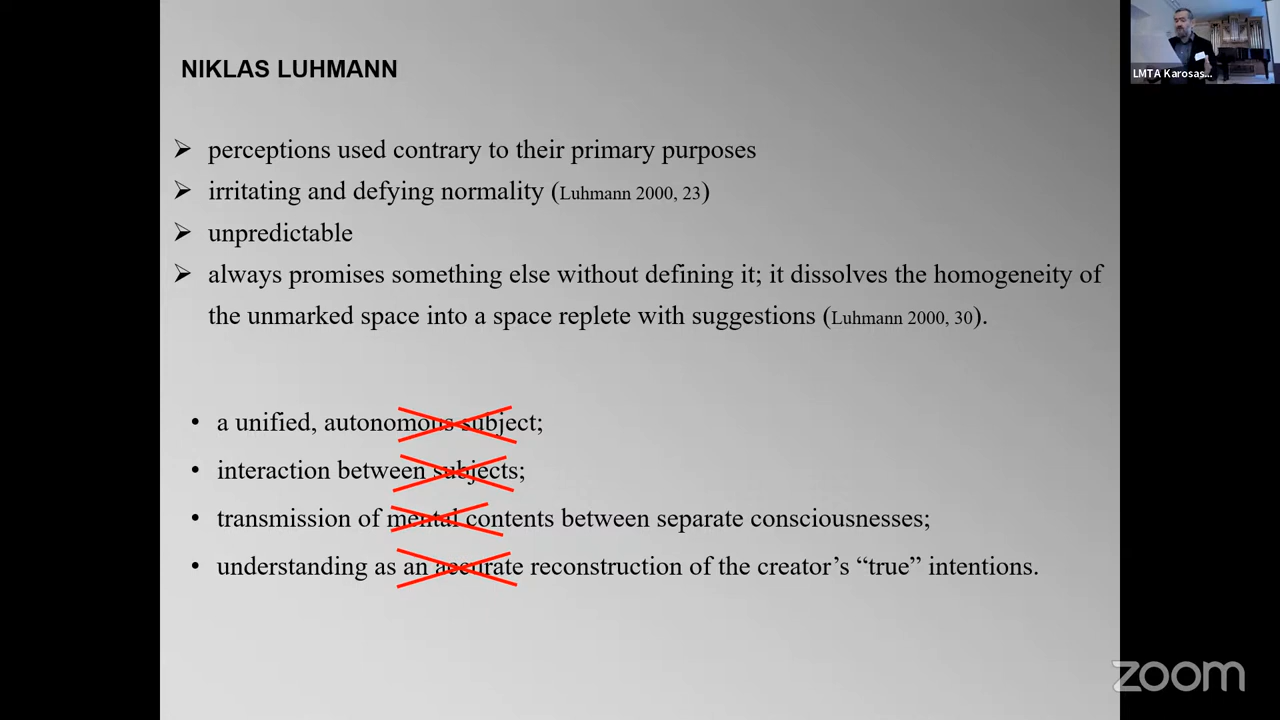 NIKLAS LUHMANN
LMTA Karosas...
➢ perceptions used contrary to their primary purposes
➢ irritating and defying normality (Luhmann 2000, 23)
➢ unpredictable
➢ always promises something else without defining it; it dissolves the homogeneity of
the unmarked space into a space replete with suggestions (Luhmann 2000, 30).
• a unified, autonomous subject;
• interaction between subjects;
• transmission of mental contents between separate consciousnesses;
• understanding as an accurate reconstruction of the creator’s “true” intentions.
zoom